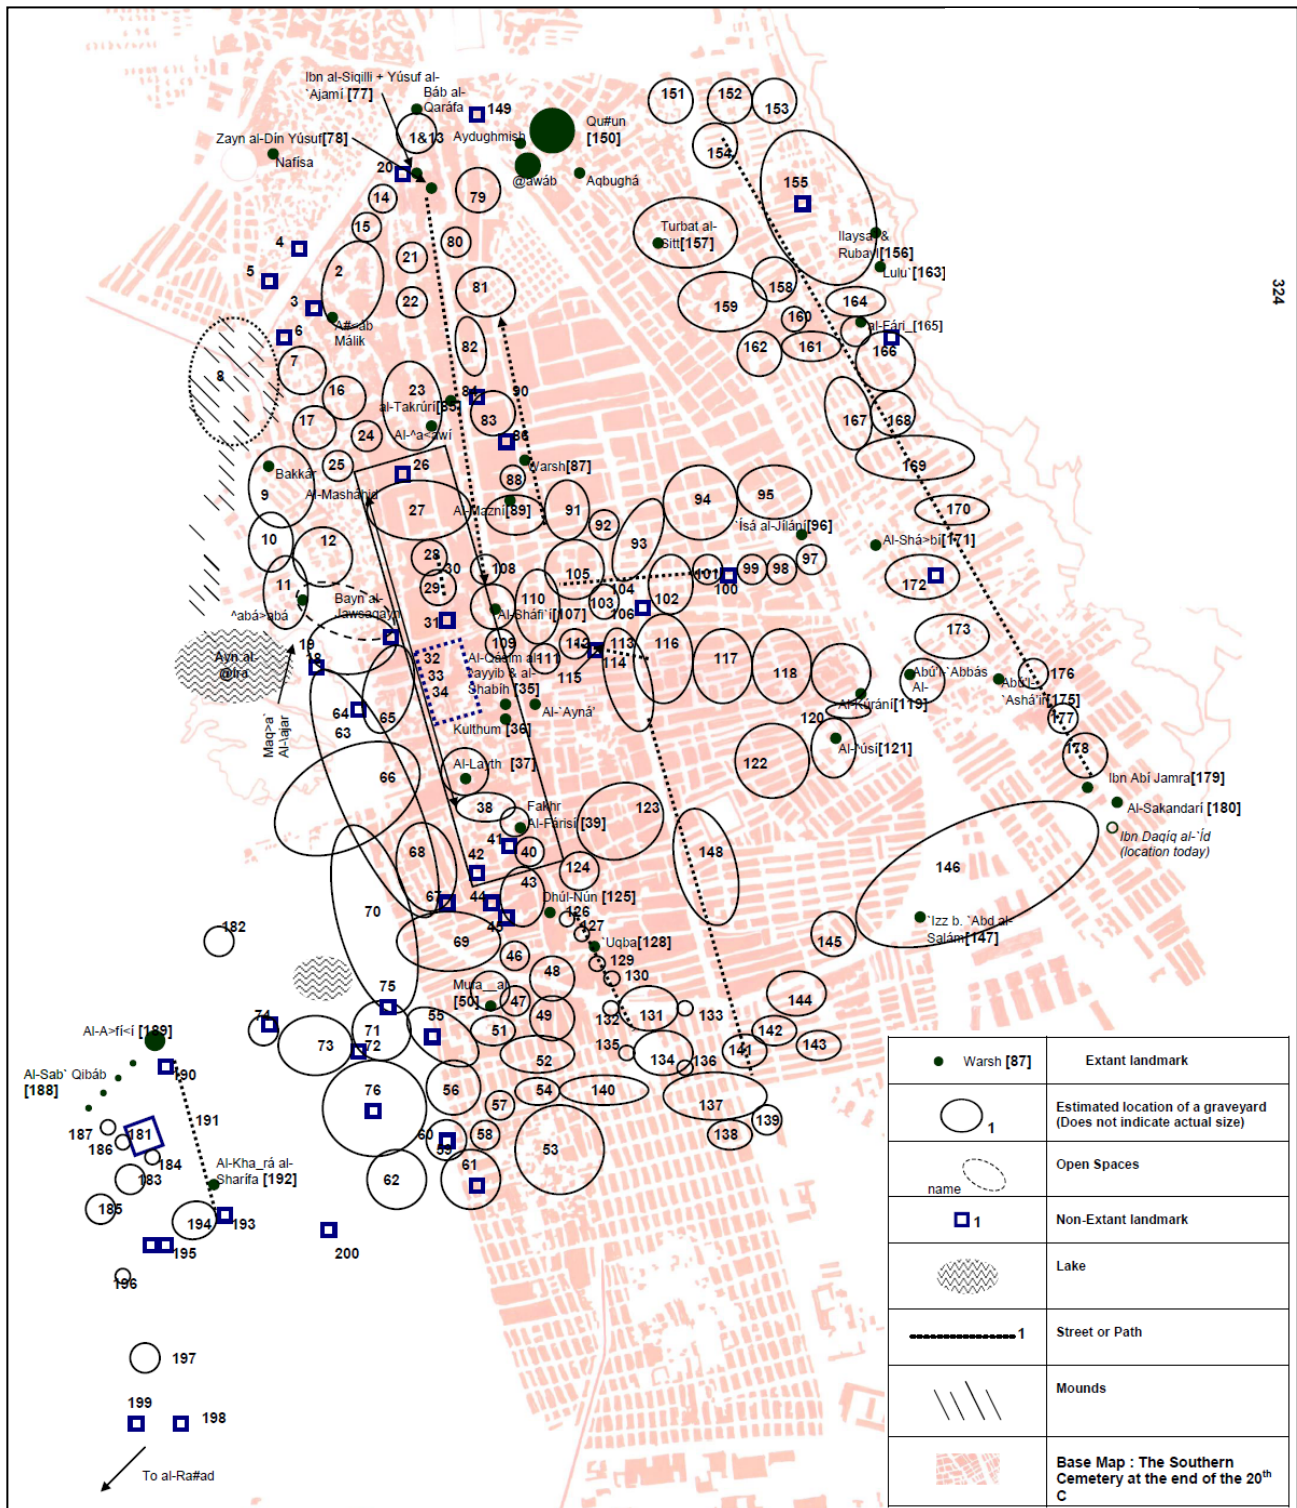 Ibn al-Siqilli + Yúsuf al-
`Ajamí [77]
Báb al-
Qaráfa
149
Qu#un
[150]
151
152
153
Zayn al-Dín Yúsuf[78]
1&13
Aydughmish
154
Nafísa
20
@awáb
Aqbughá
155
14
79
15
Turbat al-
Sitt[157]
Ilaysa` &
Rubayl[156]
4
80
21
2
5
Lulu`[163]
158
81
3
22
159
164
324
A#<áb
Málik
160
al-Fári_[165]
6
82
162
161
166
7
8
16
23
84
90
al-Takrúrí[85]
83
167
168
17
24
Al-^a<áwí
86
25
26
Warsh[87]
169
Bakkár
88
9
Al-Masháhid
27
Al-Mazní[89]
91
92
94
95
170
`Ísá al-Jílání[96]
10
12
93
Al-Shá>bí[171]
28
30
108
105
101
99
98
97
11
29
104
102
100
172
Bayn al-
Jawsaqayn
110
103
^abá>abá
Al-Sháfi`í[107]
106
31
173
19
18
109
112
113
116
117
118
Ayn al-
@íra
32
33
34
Al-Qásim al-
^ayyib & al-
Shabíh [35]
111
114
115
176
Abú'l-`Abbás
Al-
Abú'l-
`Ashá'ir[175]
64
65
Al-`Ayná'
Al-Kúrání[119]
63
Kulthum [36]
120
177
Maq>a`
Al-\ajar
Al-^úsí[121]
178
66
Al-Layth [37]
122
Ibn Abí Jamra[179]
38
Fakhr
Al-Fárisí [39]
123
Al-Sakandarí [180]
Ibn Daqíq al-`Íd
(location today)
41
40
68
42
124
148
146
43
67
44
Dhúl-Nún [125]
70
126
45
127
`Izz b. `Abd al-
Salám[147]
182
69
`Uqba[128]
145
46
129
48
130
75
Mufa__al
[50]
47
144
74
55
49
132
131
133
Al-A>fí<í [189]
71
51
142
73
72
52
135
134
141
143
136
Al-Sab` Qibáb
[188]
190
76
56
54
140
137
191
57
139
187
181
60
58
138
186
59
53
184
183
Al-Kha_rá al-
Sharífa [192]
62
61
185
194
193
195
200
196
197
199
198
To al-Ra#ad
Warsh [87]
Extant landmark
1
Estimated location of a graveyard
(Does not indicate actual size)
name
Open Spaces
1
Non-Extant landmark
Lake
1
Street or Path
Mounds
Base Map : The Southern
Cemetery at the end of the 20th
C